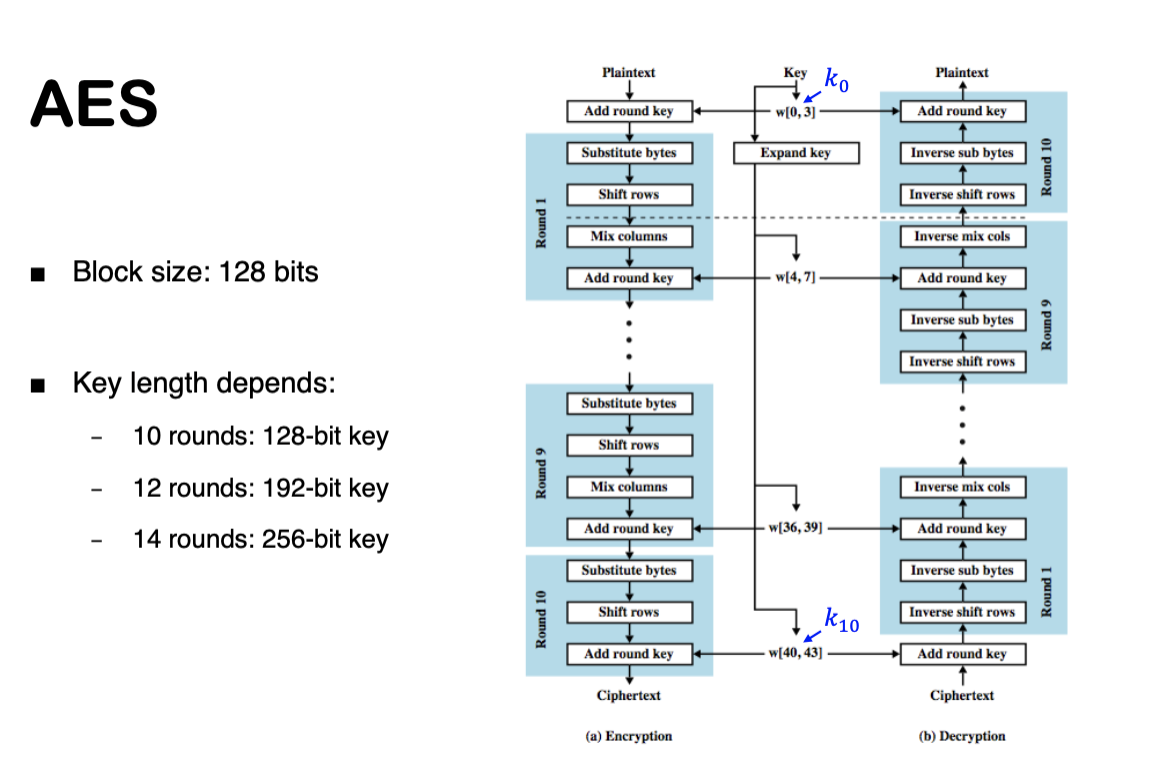 AES
■ Block size: 128 bits
■ Key length depends:
– 10 rounds: 128-bit key
– 12 rounds: 192-bit key
– 14 rounds: 256-bit key
Plaintext
Add round key
Round 1
Substitute bytes
Shift rows
Mix columns
Add round key
Round 9
Substitute bytes
Shift rows
Mix columns
Add round key
Round 10
Substitute bytes
Shift rows
Add round key
Ciphertext
(a) Encryption
Key
k₀
w[0, 3]
Expand key
w[4, 7]
w[36, 39]
k₁₀
w[40, 43]
Plaintext
Add round key
Inverse sub bytes
Inverse shift rows
Round 10
Inverse mix cols
Add round key
Inverse sub bytes
Inverse shift rows
Round 9
Inverse mix cols
Add round key
Inverse sub bytes
Inverse shift rows
Round 1
Add round key
Ciphertext
(b) Decryption